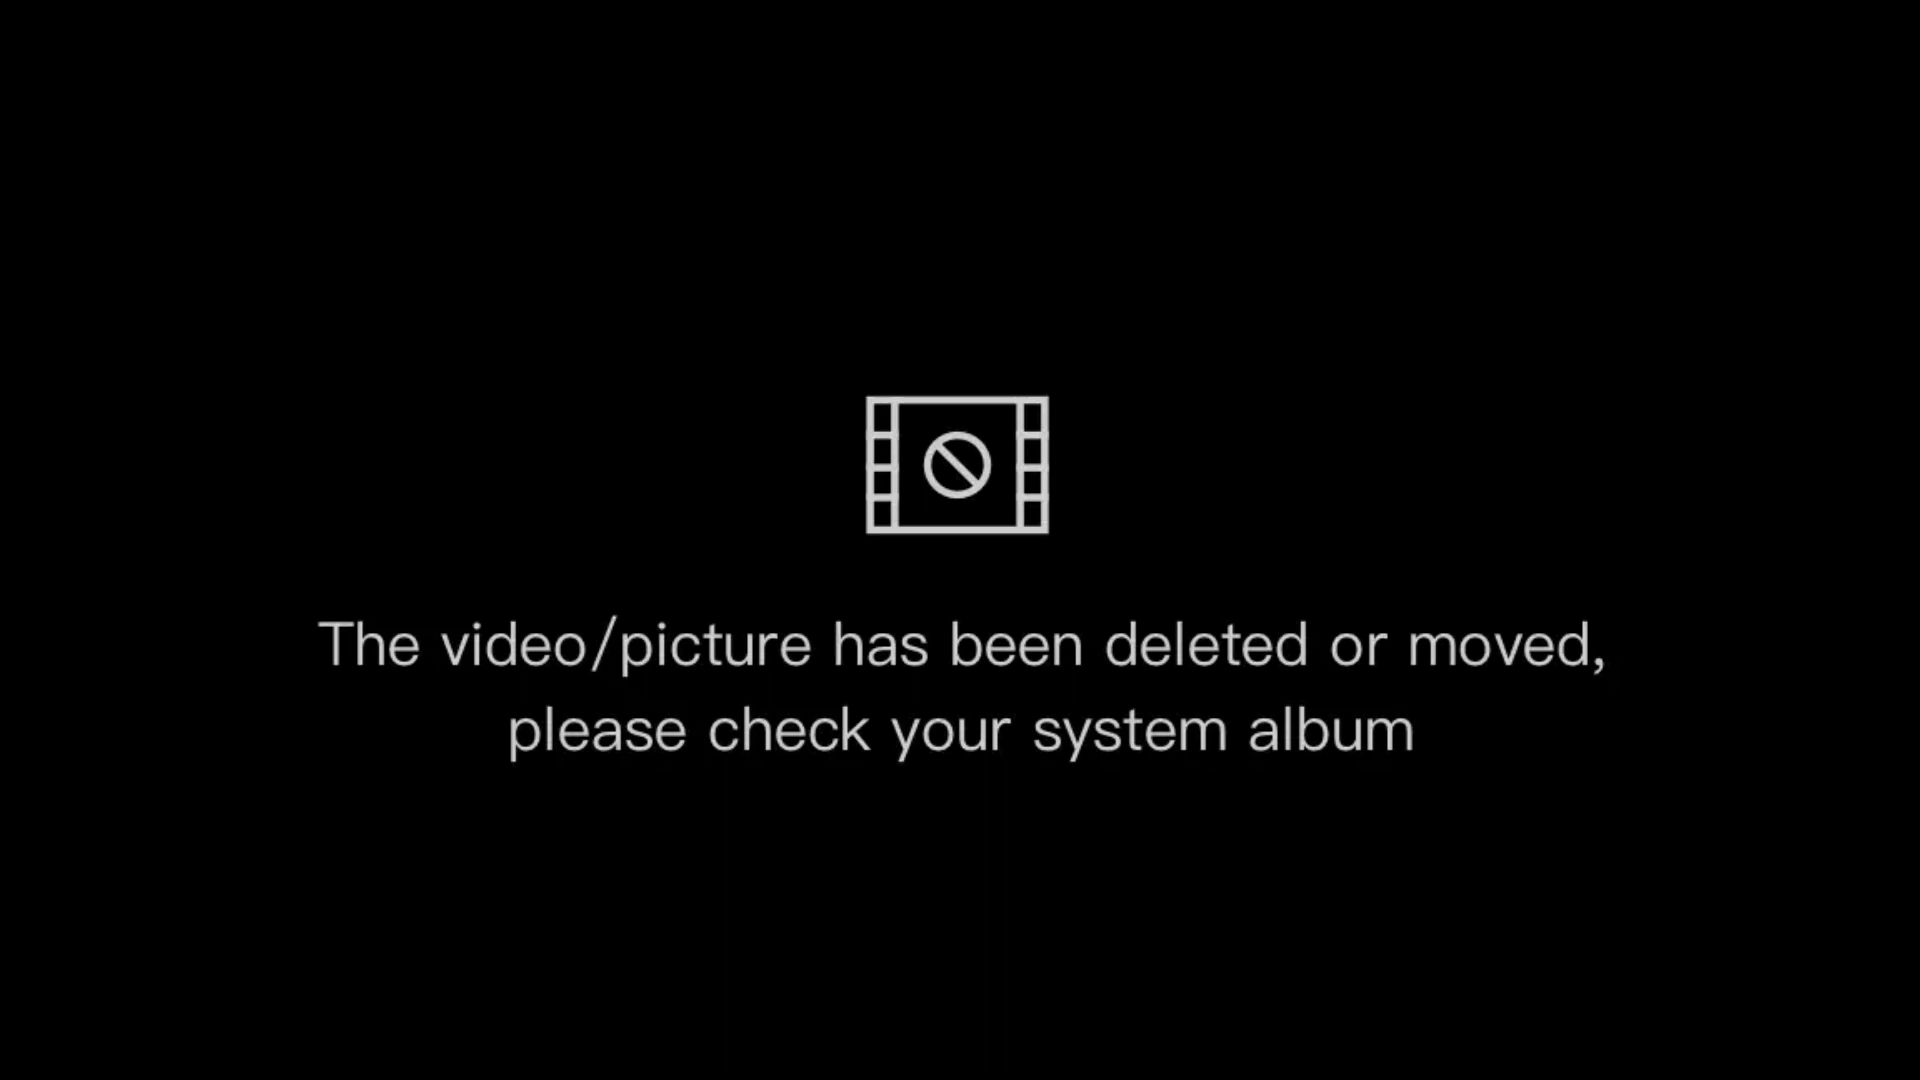 The video/picture has been deleted or moved,
please check your system album